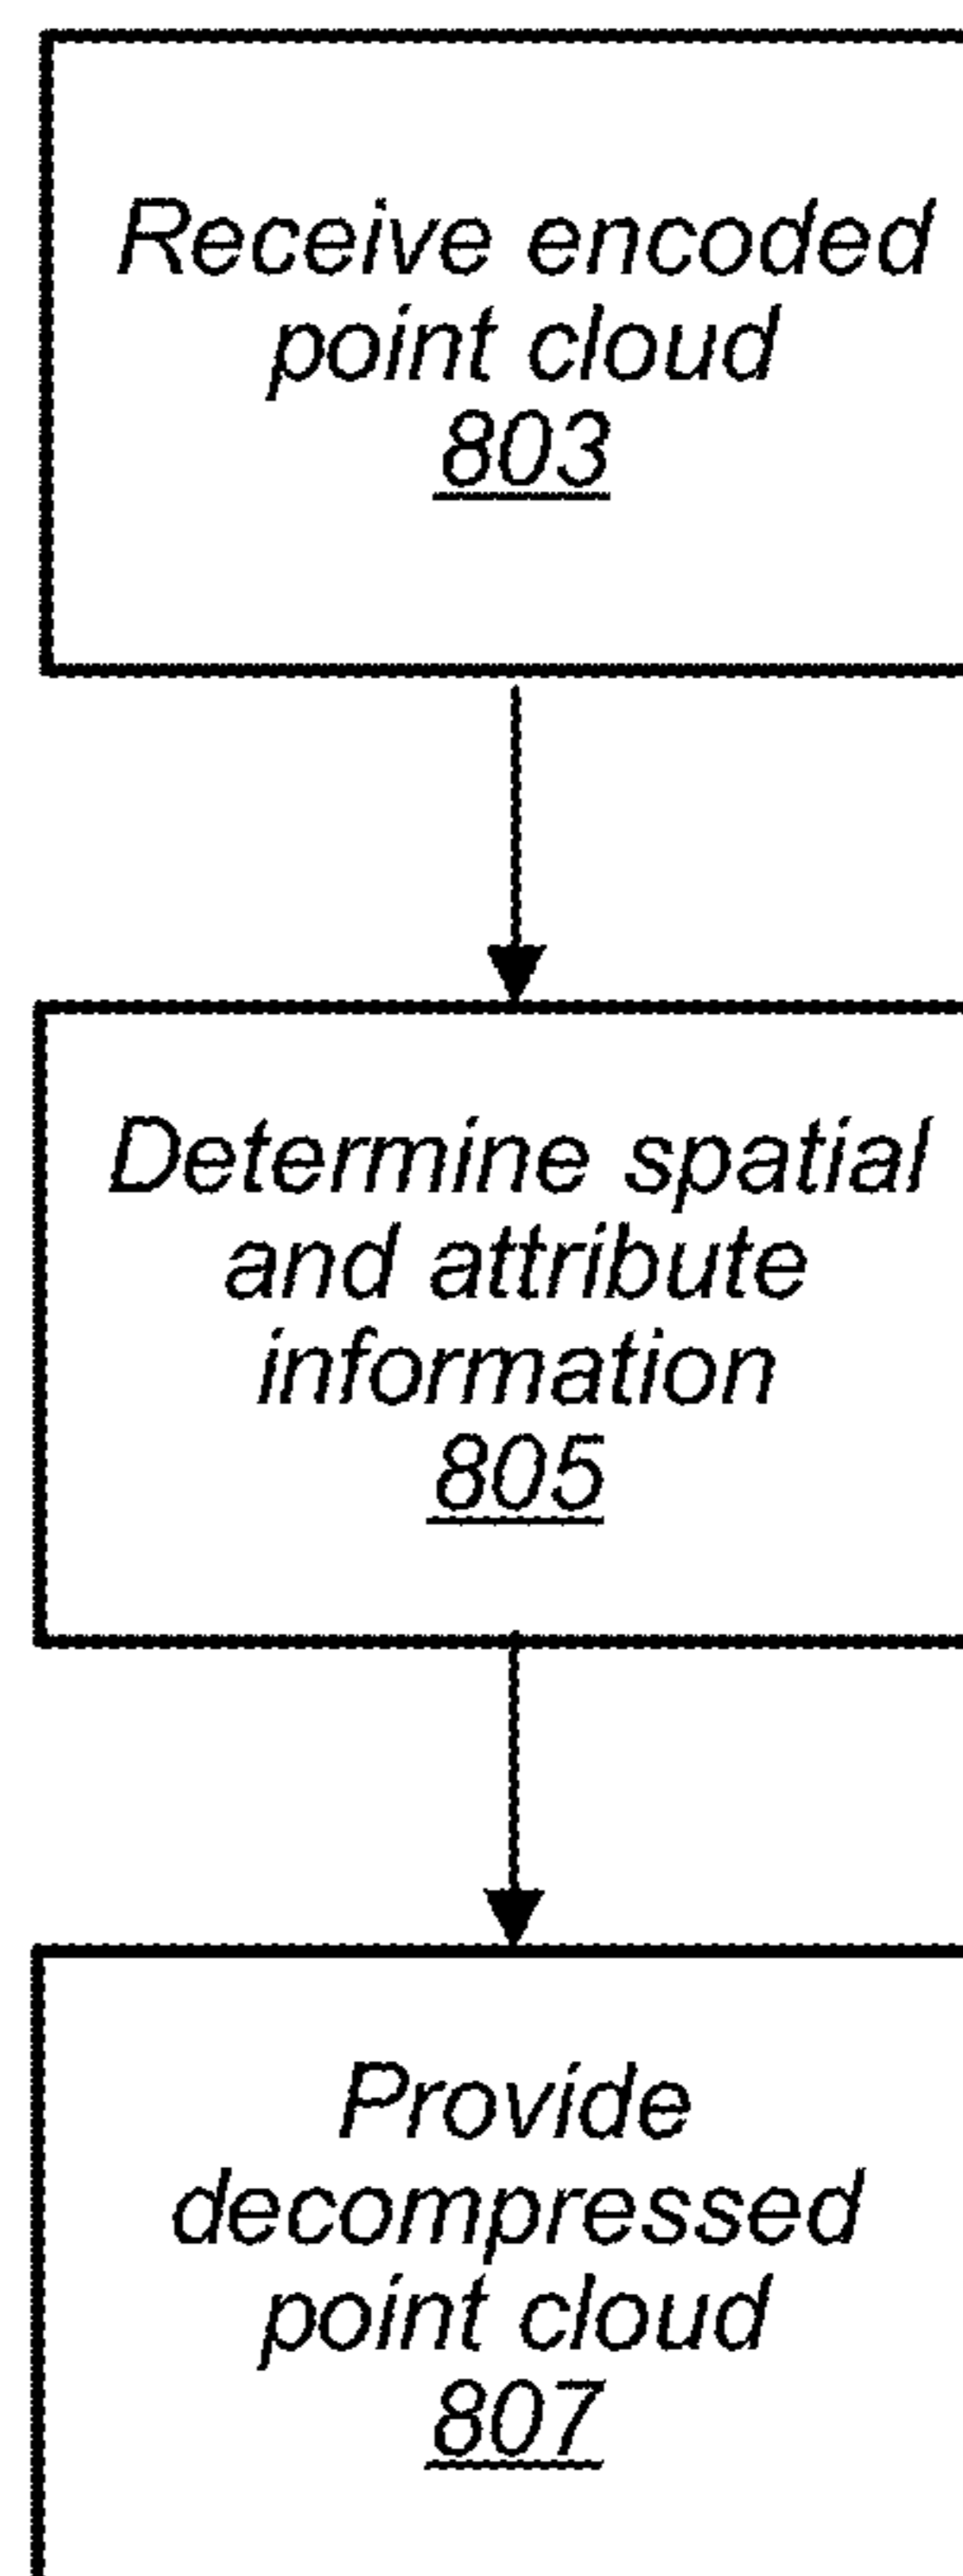 Receive encoded
point cloud
803
Determine spatial
and attribute
information
805
Provide
decompressed
point cloud
807